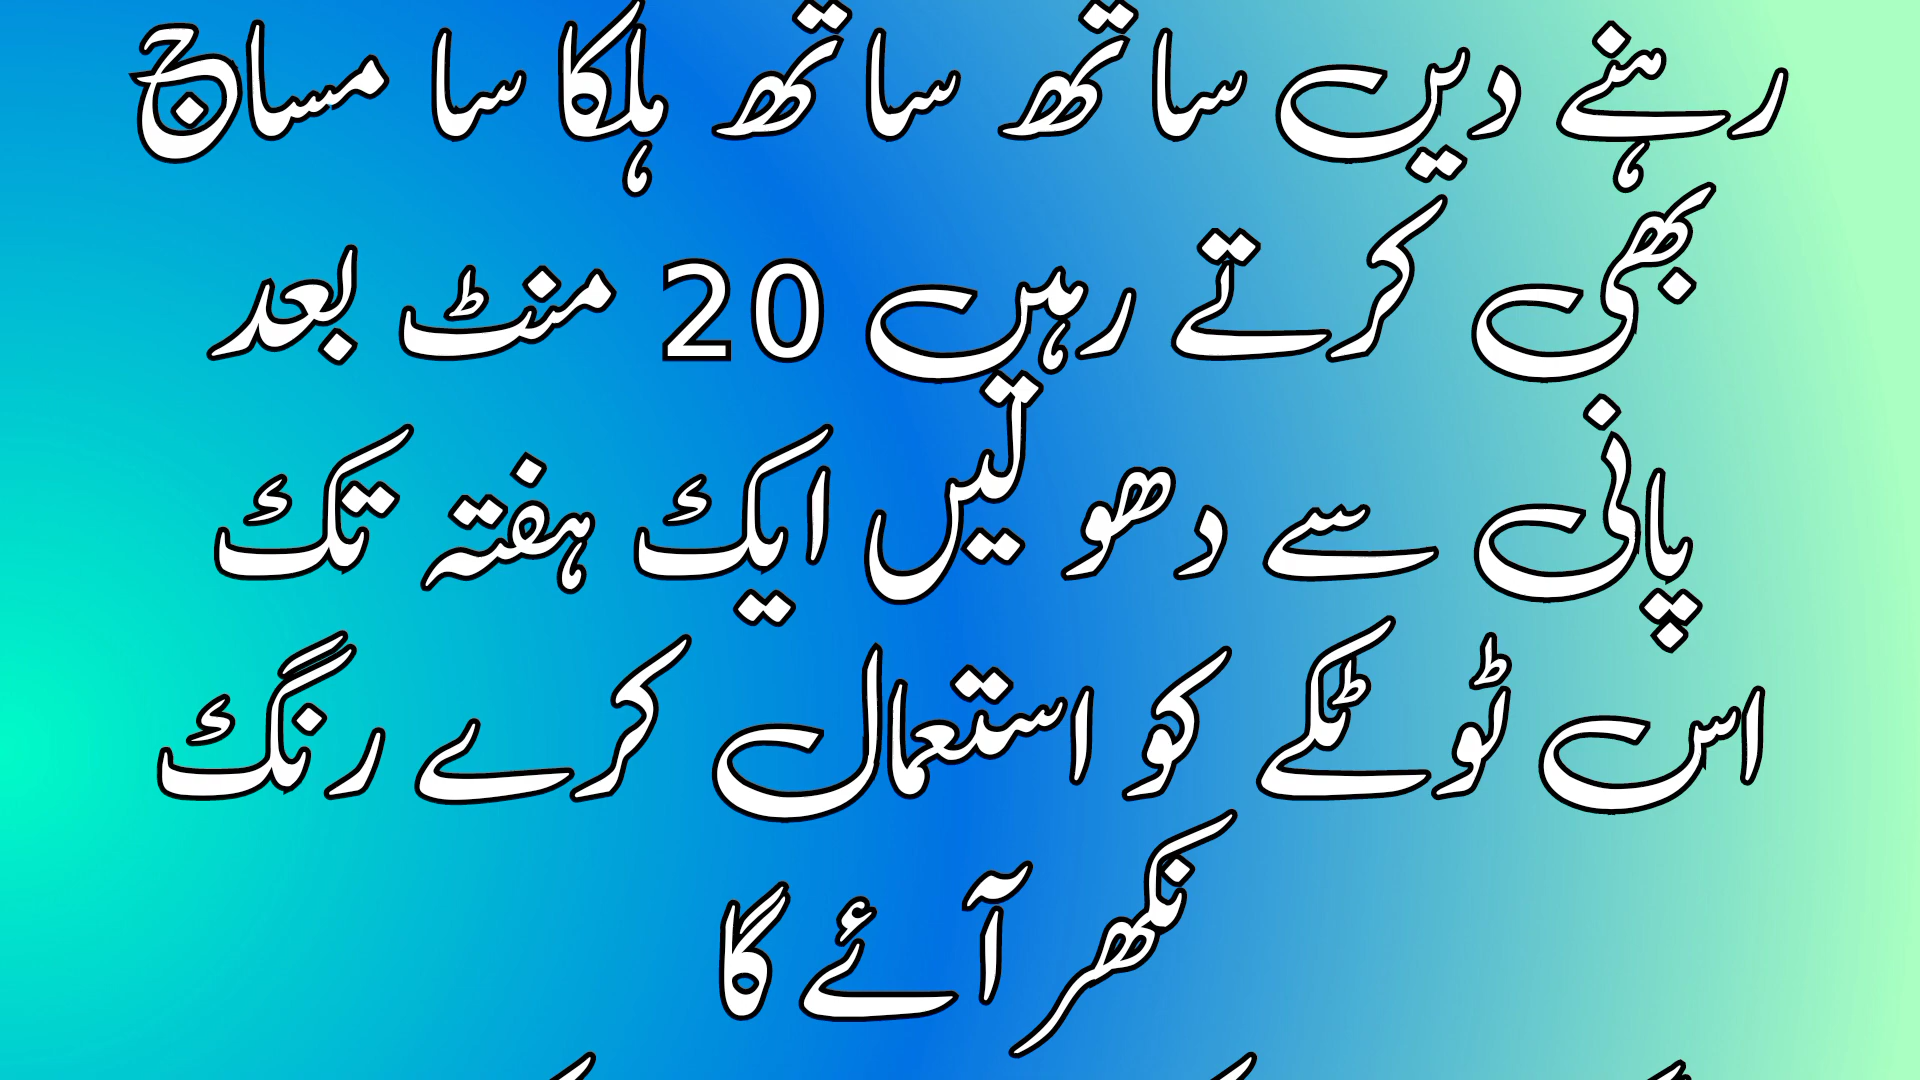 رہنے دیں ساتھ ساتھ ہلکا سا مساج
بھی کرتے رہیں 20 منٹ بعد
پانی سے دھو لیں ایک ہفتہ تک
اس ٹوٹکے کو استعمال کرے رنگ
نکھر آئے گا